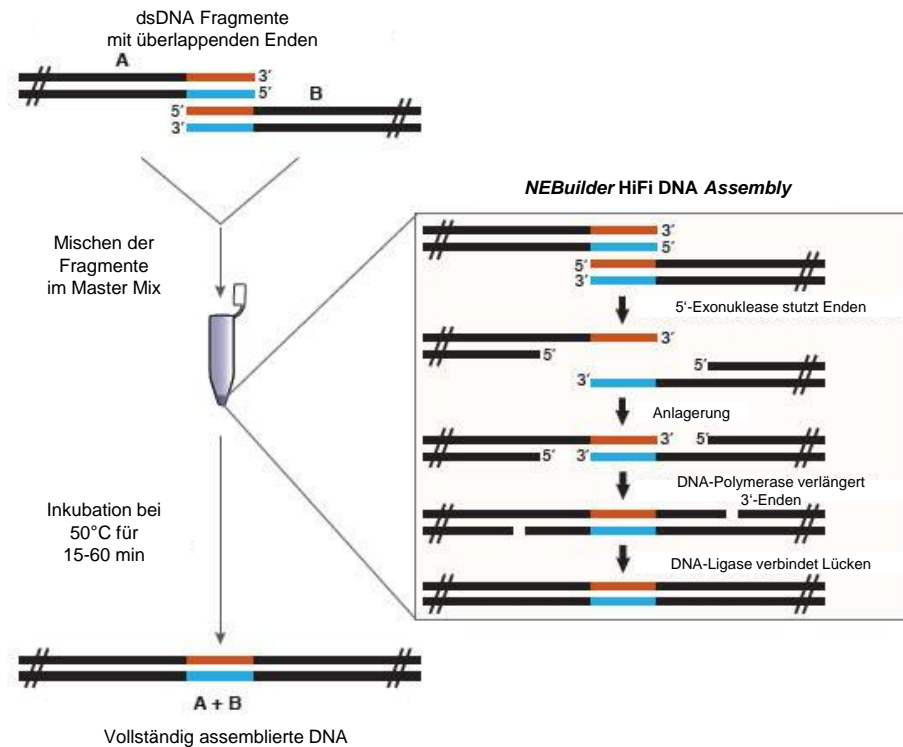 dsDNA Fragmente
mit überlappenden Enden
A
3′
5′
B
5′
3′
Mischen der
Fragmente
im Master Mix
Inkubation bei
50°C für
15-60 min
A + B
Vollständig assemblierte DNA
NEBuilder HiFi DNA Assembly
3′
5′
5′
3′
5‘-Exonuklease stutzt Enden
3′
5′
5′
3′
Anlagerung
3′ 5′
5′ 3′
DNA-Polymerase verlängert
3‘-Enden
DNA-Ligase verbindet Lücken